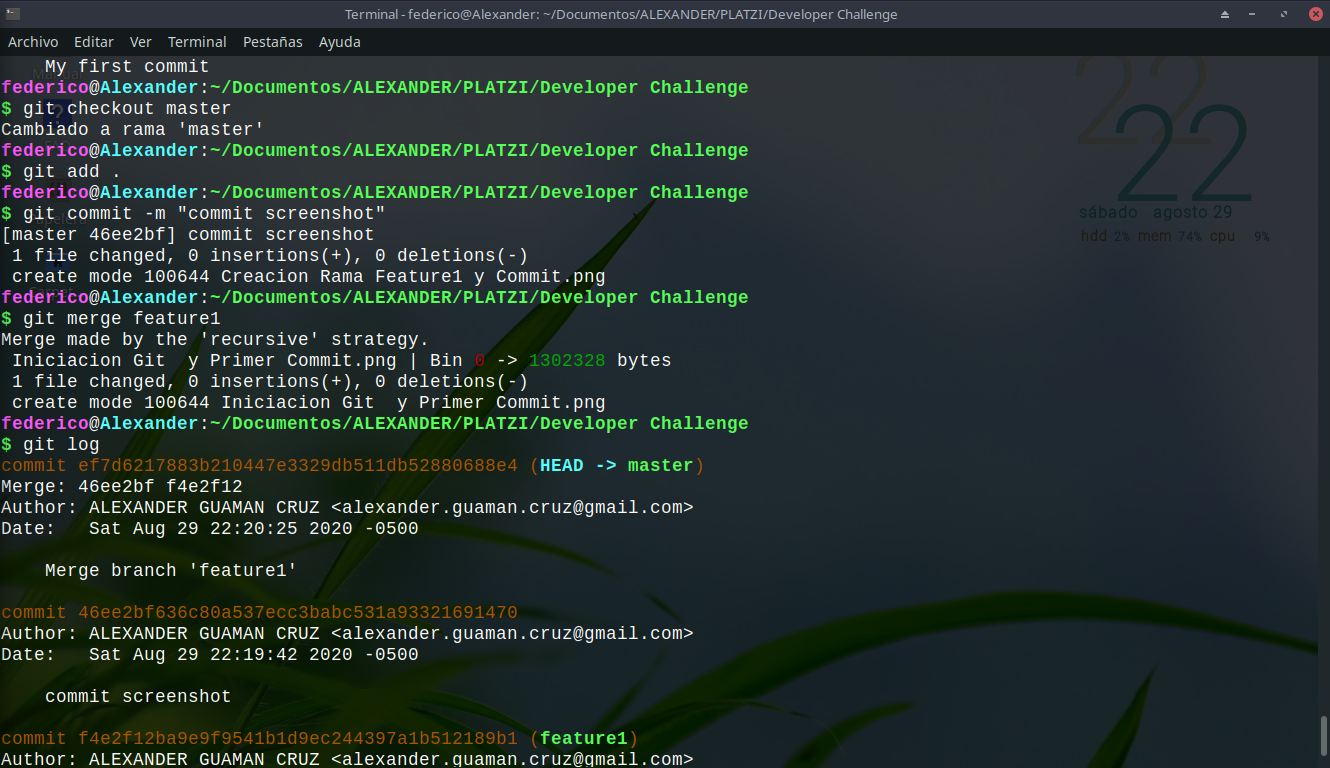 Terminal - federico@Alexander: ~/Documentos/ALEXANDER/PLATZI/Developer Challenge
Archivo Editar Ver Terminal Pestañas Ayuda
    My first commit
federico@Alexander:~/Documentos/ALEXANDER/PLATZI/Developer Challenge
$ git checkout master
Cambiado a rama 'master'
federico@Alexander:~/Documentos/ALEXANDER/PLATZI/Developer Challenge
$ git add .
federico@Alexander:~/Documentos/ALEXANDER/PLATZI/Developer Challenge
$ git commit -m "commit screenshot"
[master 46ee2bf] commit screenshot
 1 file changed, 0 insertions(+), 0 deletions(-)
 create mode 100644 Creacion Rama Feature1 y Commit.png
federico@Alexander:~/Documentos/ALEXANDER/PLATZI/Developer Challenge
$ git merge feature1
Merge made by the 'recursive' strategy.
 Iniciacion Git  y Primer Commit.png | Bin 0 -> 1302328 bytes
 1 file changed, 0 insertions(+), 0 deletions(-)
 create mode 100644 Iniciacion Git  y Primer Commit.png
federico@Alexander:~/Documentos/ALEXANDER/PLATZI/Developer Challenge
$ git log
commit ef7d6217883b210447e3329db511db52880688e4 (HEAD -> master)
Merge: 46ee2bf f4e2f12
Author: ALEXANDER GUAMAN CRUZ <alexander.guaman.cruz@gmail.com>
Date:   Sat Aug 29 22:20:25 2020 -0500
    Merge branch 'feature1'
commit 46ee2bf636c80a537ecc3babc531a93321691470
Author: ALEXANDER GUAMAN CRUZ <alexander.guaman.cruz@gmail.com>
Date:   Sat Aug 29 22:19:42 2020 -0500
    commit screenshot
commit f4e2f12ba9e9f9541b1d9ec244397a1b512189b1 (feature1)
Author: ALEXANDER GUAMAN CRUZ <alexander.guaman.cruz@gmail.com>
22
22
sábado agosto 29
hdd 2% mem 74% cpu 9%